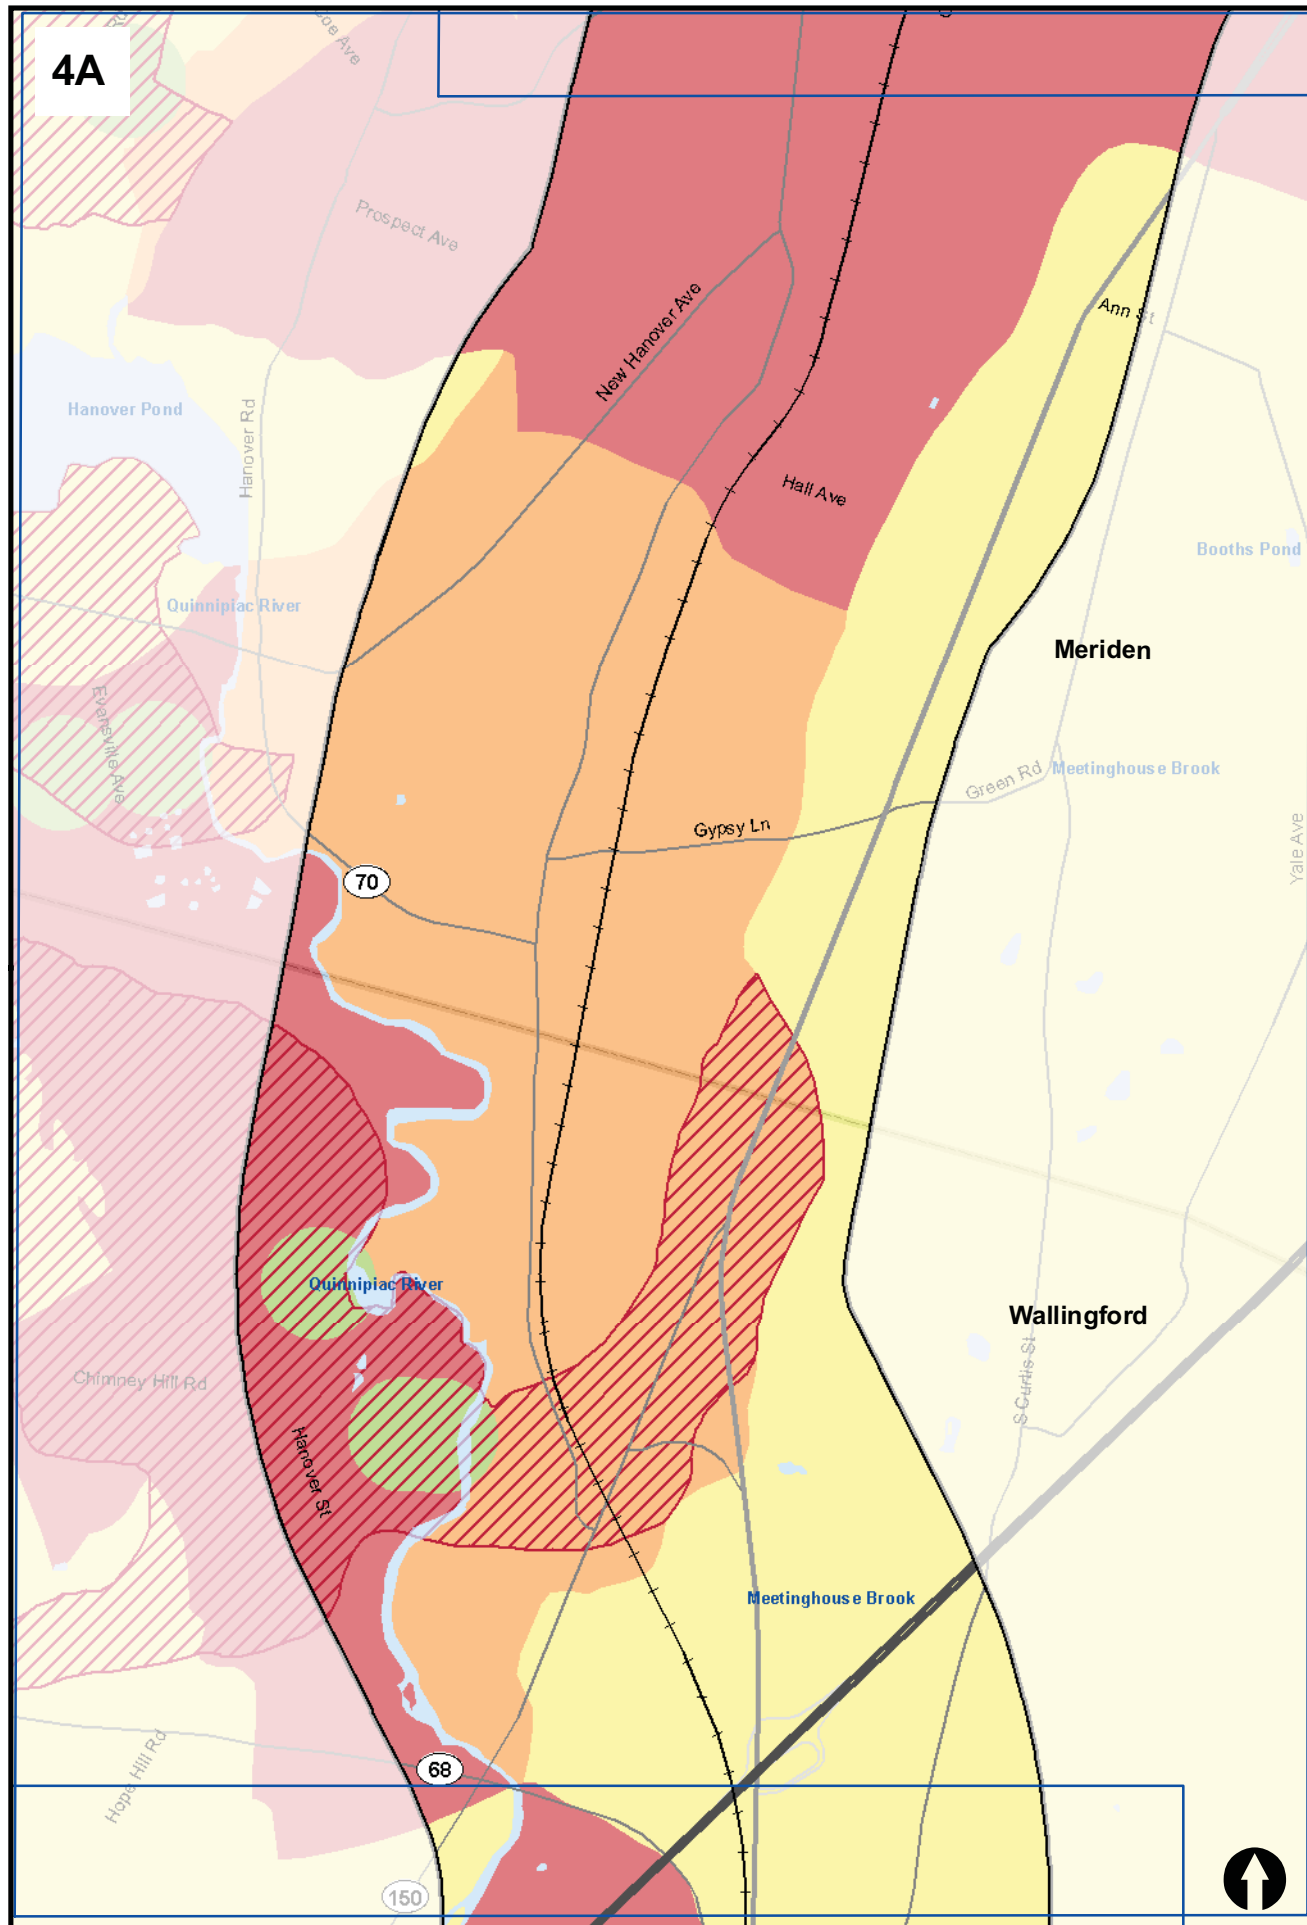 4A
Prospect Ave
New Hanover Ave
Ann St
Hanover Pond
Hanover Rd
Hall Ave
Booths Pond
Quinnipiac River
Meriden
Evansville Ave
Green Rd
Meetinghouse Brook
Gypsy Ln
Yale Ave
70
Quinnipiac River
Wallingford
S Curtis St
Chimney Hill Rd
Hanover St
Meetinghouse Brook
Hope Hill Rd
68
150